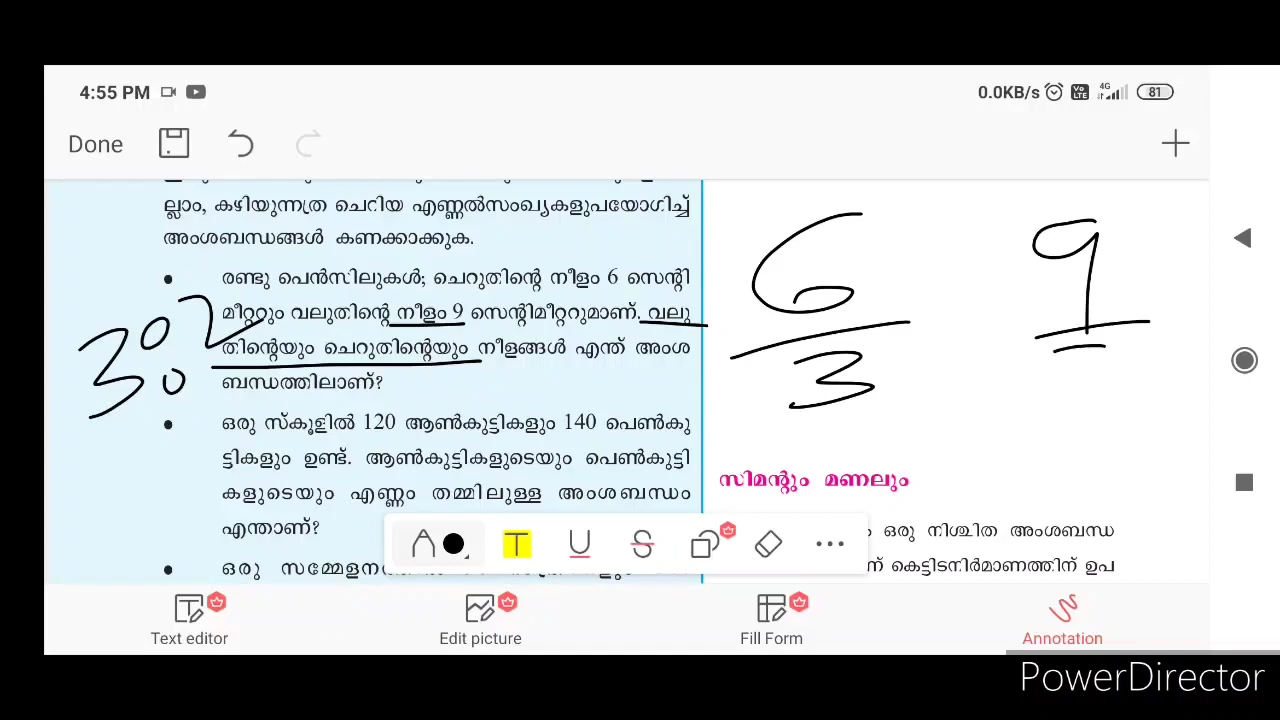 4:55 PM
0.0KB/s 4G 81
Done
ല്ലാം, കഴിയുന്നത്ര ചെറിയ എണ്ണൽസംഖ്യകളുപയോഗിച്ച്
അംശബന്ധങ്ങൾ കണക്കാക്കുക.
• രണ്ടു പെൻസിലുകൾ; ചെറുതിന്റെ നീളം 6 സെന്റി
മീറ്ററും വലുതിന്റെ നീളം 9 സെന്റിമീറ്ററുമാണ്. വലു
തിന്റെയും ചെറുതിന്റെയും നീളങ്ങൾ എന്ത് അംശ
ബന്ധത്തിലാണ്?
3 : 2
• ഒരു സ്കൂളിൽ 120 ആൺകുട്ടികളും 140 പെൺകു
ട്ടികളും ഉണ്ട്. ആൺകുട്ടികളുടെയും പെൺകുട്ടി
കളുടെയും എണ്ണം തമ്മിലുള്ള അംശബന്ധം
എന്താണ്?
• ഒരു
6 9
3
സിമന്റും മണലും
ഒരു നിശ്ചിത അംശബന്ധ
ന് കെട്ടിടനിർമാണത്തിന് ഉപ
T U S
Text editor
Edit picture
Fill Form
Annotation
PowerDirector